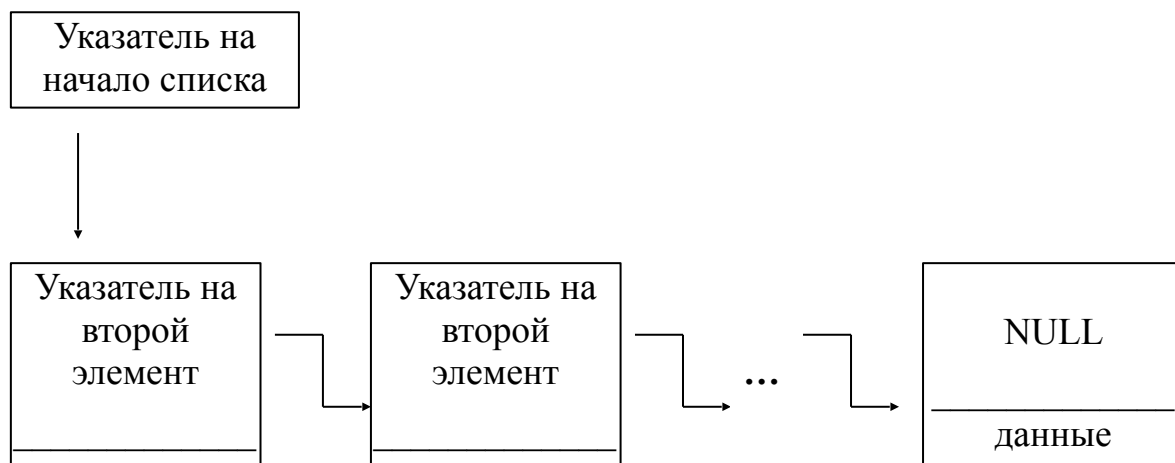 Указатель на
начало списка
Указатель на
второй
элемент
Указатель на
второй
элемент
...
NULL
данные